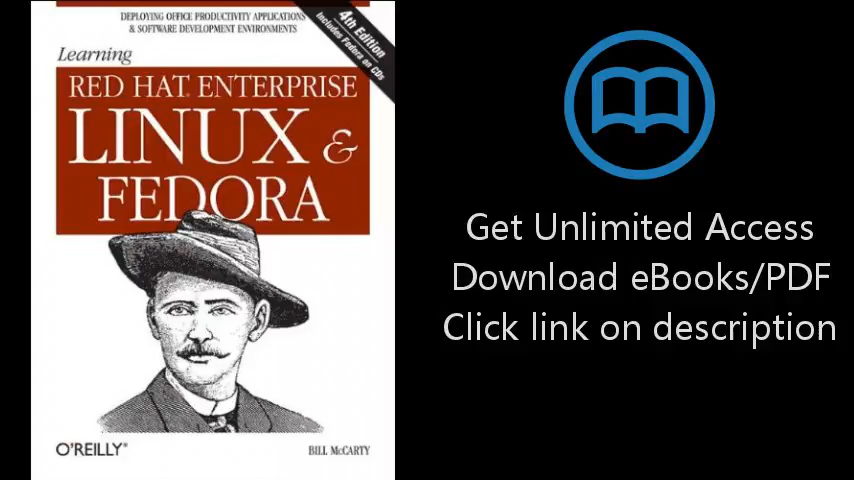 DEPLOYING OFFICE PRODUCTIVITY APPLICATIONS
& SOFTWARE DEVELOPMENT ENVIRONMENTS
4th Edition
Includes Fedora on CDs
Learning
RED HAT® ENTERPRISE
LINUX &
FEDORA
O'REILLY®
BILL McCARTY
Get Unlimited Access
Download eBooks/PDF
Click link on description